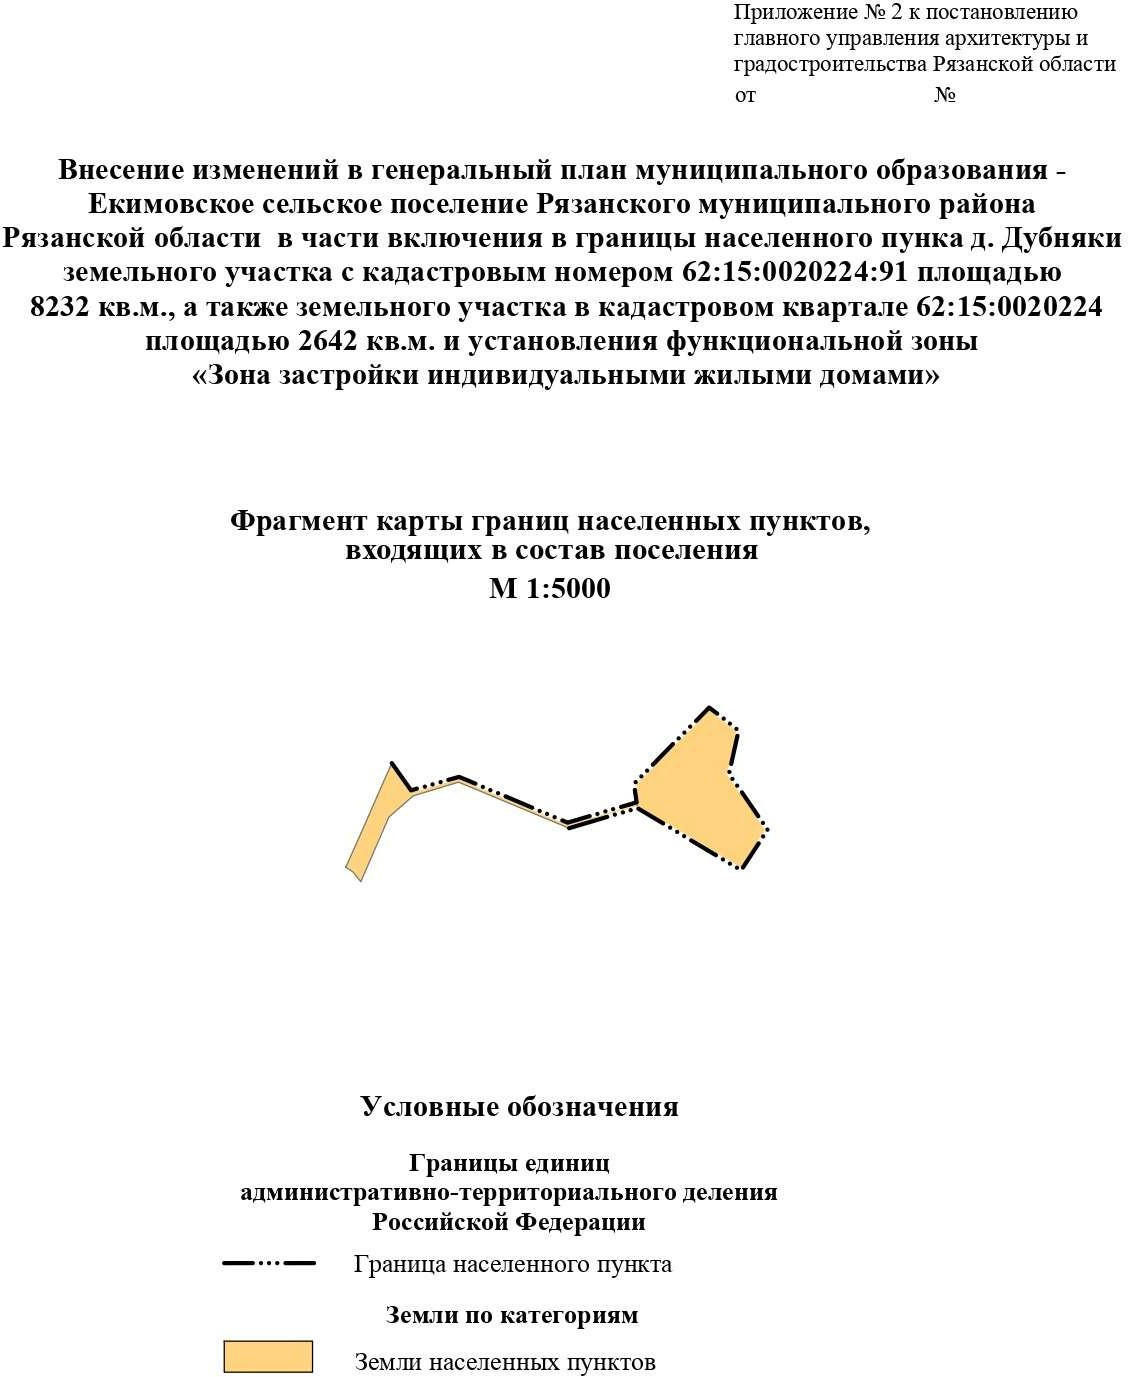 Приложение № 2 к постановлению
главного управления архитектуры и
градостроительства Рязанской области
от №
Внесение изменений в генеральный план муниципального образования -
Екимовское сельское поселение Рязанского муниципального района
Рязанской области в части включения в границы населенного пунка д. Дубняки
земельного участка с кадастровым номером 62:15:0020224:91 площадью
8232 кв.м., а также земельного участка в кадастровом квартале 62:15:0020224
площадью 2642 кв.м. и установления функциональной зоны
«Зона застройки индивидуальными жилыми домами»
Фрагмент карты границ населенных пунктов,
входящих в состав поселения
М 1:5000
Условные обозначения
Границы единиц
административно-территориального деления
Российской Федерации
Граница населенного пункта
Земли по категориям
Земли населенных пунктов